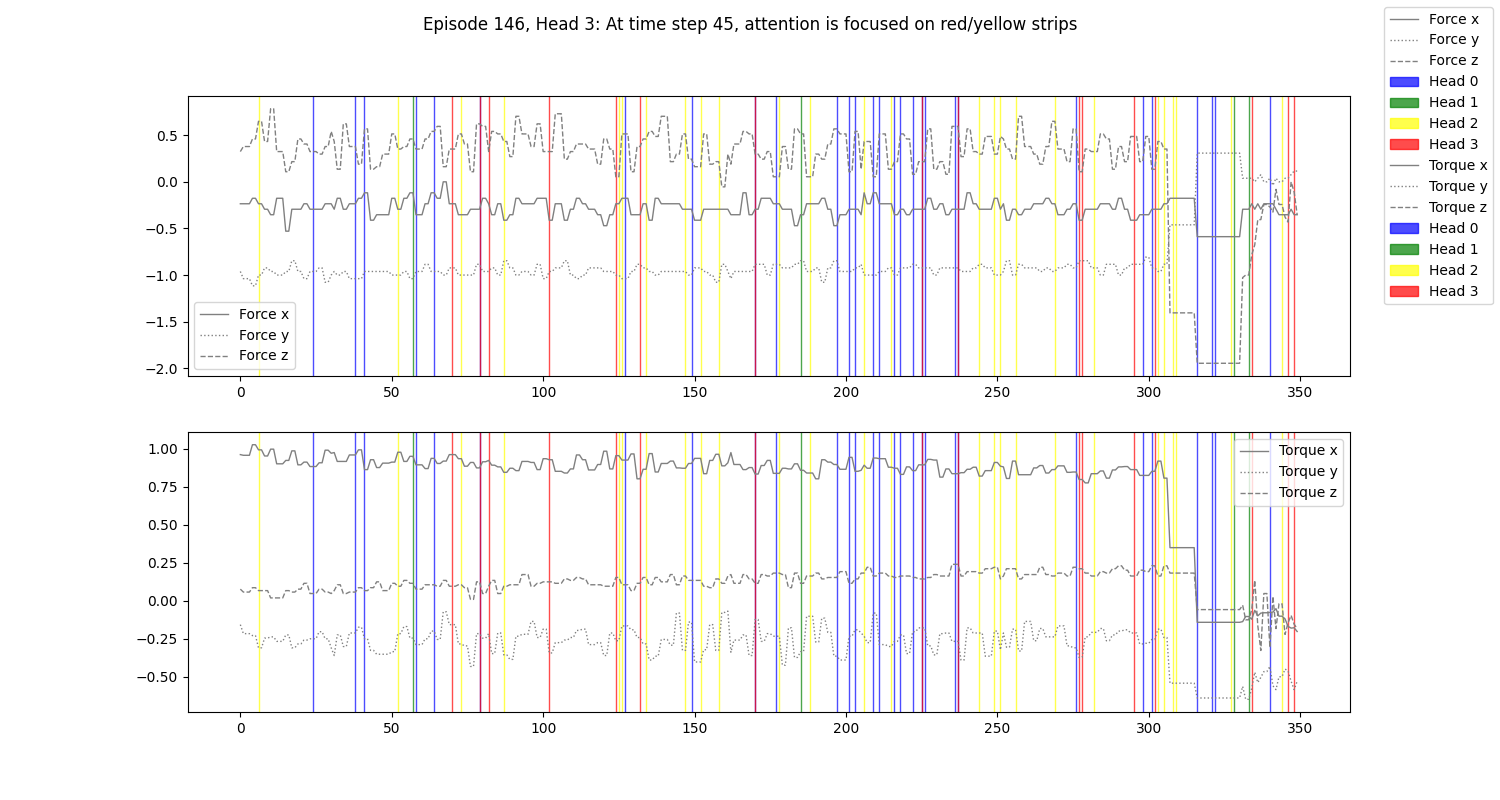 Episode 146, Head 3: At time step 45, attention is focused on red/yellow strips
Force x
Force y
Force z
Head 0
Head 1
Head 2
Head 3
Torque x
Torque y
Torque z
Head 0
Head 1
Head 2
Head 3
0.5
0.0
−0.5
−1.0
−1.5
−2.0
Force x
Force y
Force z
0 50 100 150 200 250 300 350
1.00
0.75
0.50
0.25
0.00
−0.25
−0.50
Torque x
Torque y
Torque z
0 50 100 150 200 250 300 350